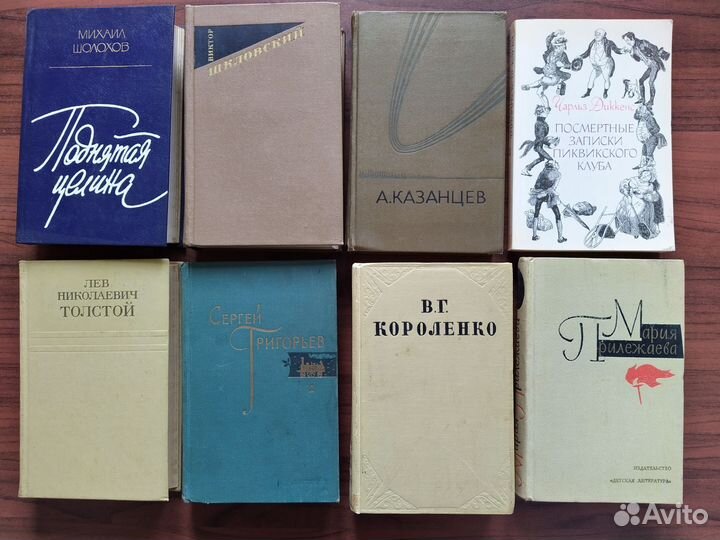 МИХАИЛ
ШОЛОХОВ
Поднятая
целина
ВИКТОР
ШКЛОВСКИЙ
А.КАЗАНЦЕВ
Чарльз Диккенс
ПОСМЕРТНЫЕ
ЗАПИСКИ
ПИКВИКСКОГО
КЛУБА
ЛЕВ
НИКОЛАЕВИЧ
ТОЛСТОЙ
СЕРГЕЙ
ГРИГОРЬЕВ
В.Г.
КОРОЛЕНКО
Мария
Прилежаева
ИЗДАТЕЛЬСТВО
«ДЕТСКАЯ ЛИТЕРАТУРА»
Avito